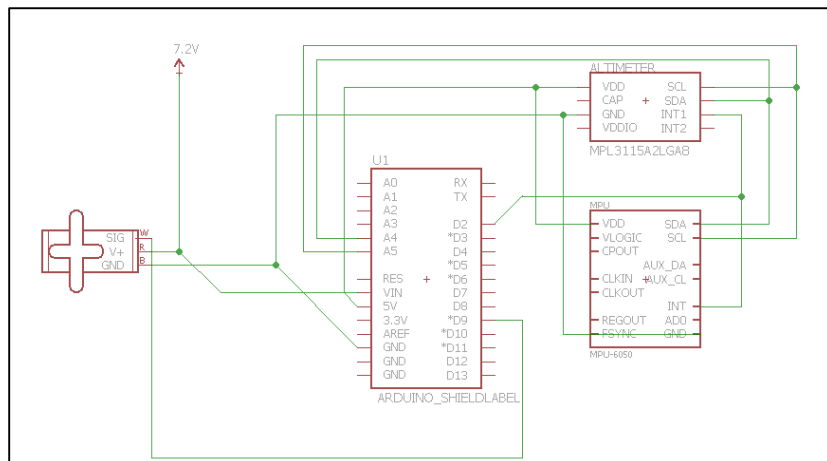 7.2V
SIG W
V+ R
GND B
U1
A0 RX
A1 TX
A2
A3 D2
A4 *D3
A5 D4
*D5
RES *D6
VIN D7
5V D8
3.3V *D9
AREF *D10
GND *D11
GND D12
GND D13
ARDUINO_SHIELDLABEL
ALTIMETER
VDD SCL
CAP SDA
GND INT1
VDDIO INT2
MPL3115A2LGA8
MPU
VDD SDA
VLOGIC SCL
CPOUT
AUX_DA
CLKIN AUX_CL
CLKOUT
INT
REGOUT AD0
FSYNC GND
MPU-6050